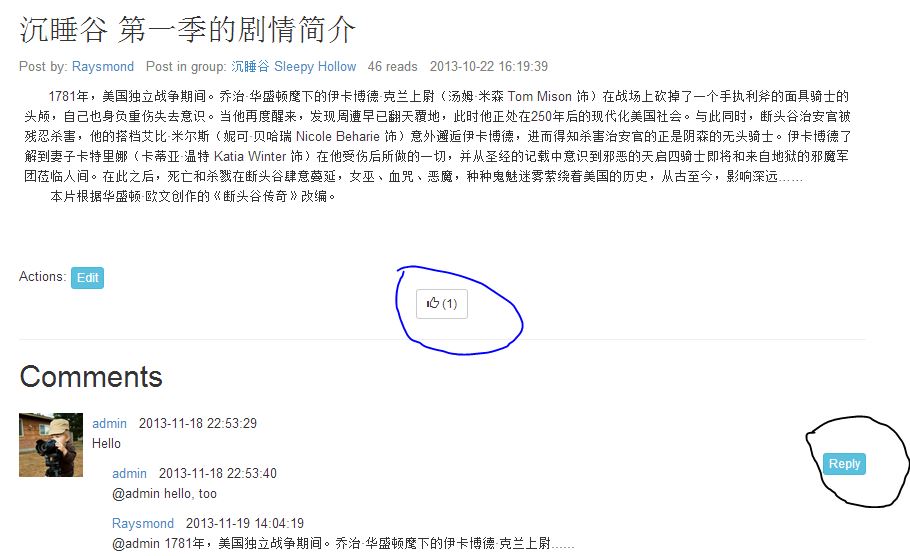 沉睡谷 第一季的剧情简介
Post by: Raysmond Post in group: 沉睡谷 Sleepy Hollow 46 reads 2013-10-22 16:19:39
1781年，美国独立战争期间。乔治·华盛顿麾下的伊卡博德·克兰上尉（汤姆·米森 Tom Mison 饰）在战场上砍掉了一个手执利斧的面具骑士的
头颅，自己也身负重伤失去意识。当他再度醒来，发现周遭早已翻天覆地，此时他正处在250年后的现代化美国社会。与此同时，断头谷治安官被
残忍杀害，他的搭档艾比·米尔斯（妮可·贝哈瑞 Nicole Beharie 饰）意外邂逅伊卡博德，进而得知杀害治安官的正是阴森的无头骑士。伊卡博德了
解到妻子卡特里娜（卡蒂亚·温特 Katia Winter 饰）在他受伤后所做的一切，并从圣经的记载中意识到邪恶的天启四骑士即将和来自地狱的邪魔军
团莅临人间。在此之后，死亡和杀戮在断头谷肆意蔓延，女巫、血咒、恶魔，种种鬼魅迷雾萦绕着美国的历史，从古至今，影响深远……
本片根据华盛顿·欧文创作的《断头谷传奇》改编。
Actions: Edit
(1)
Comments
admin 2013-11-18 22:53:29
Hello
Reply
admin 2013-11-18 22:53:40
@admin hello, too
Raysmond 2013-11-19 14:04:19
@admin 1781年，美国独立战争期间。乔治·华盛顿麾下的伊卡博德·克兰上尉……